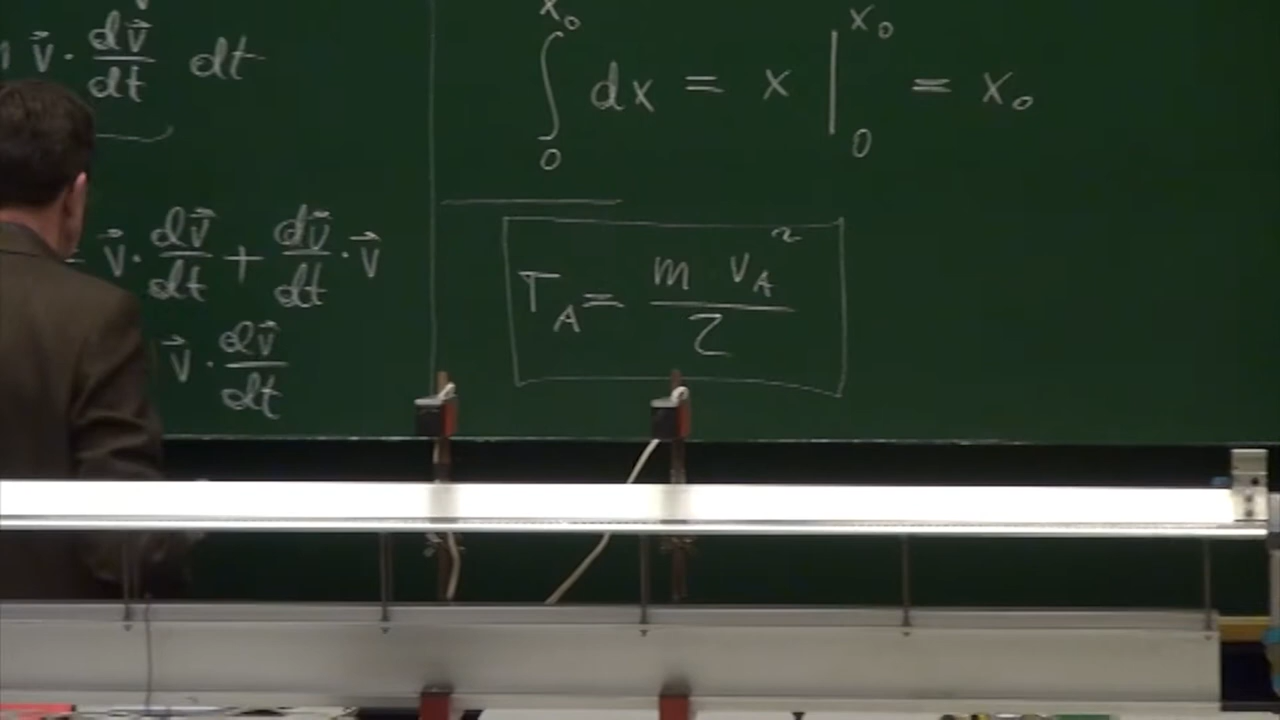 v⃗ · dv⃗/dt dt
v⃗ · dv⃗/dt + dv⃗/dt · v⃗
v⃗ · dv⃗/dt
∫₀^x₀ dx = x |₀^x₀ = x₀
T_A = m v_A² / 2